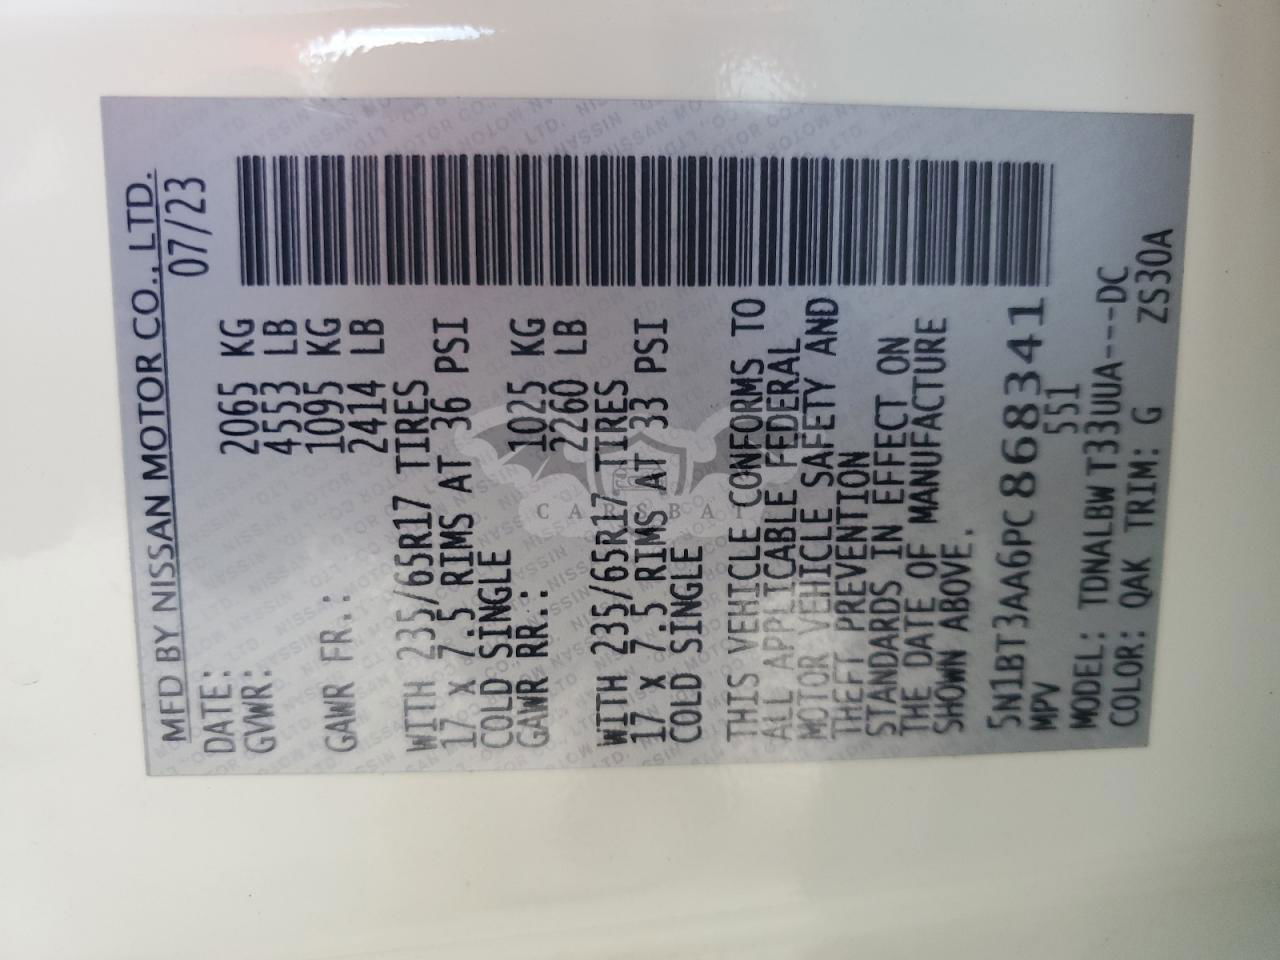 MFD BY NISSAN MOTOR CO., LTD.
DATE: 07/23
GVWR: 2065 KG
4553 LB
GAWR FR.: 1095 KG
2414 LB
WITH 235/65R17 TIRES
17 X 7.5 RIMS AT 36 PSI
COLD SINGLE
GAWR RR.: 1025 KG
2260 LB
WITH 235/65R17 TIRES
17 X 7.5 RIMS AT 33 PSI
COLD SINGLE
THIS VEHICLE CONFORMS TO
ALL APPLICABLE FEDERAL
MOTOR VEHICLE SAFETY AND
THEFT PREVENTION
STANDARDS IN EFFECT ON
THE DATE OF MANUFACTURE
SHOWN ABOVE.
5N1BT3AA6PC868341
MPV 551
MODEL: TDNALBW T33UUA---DC
COLOR: QAK TRIM: G ZS30A
CARSBAT